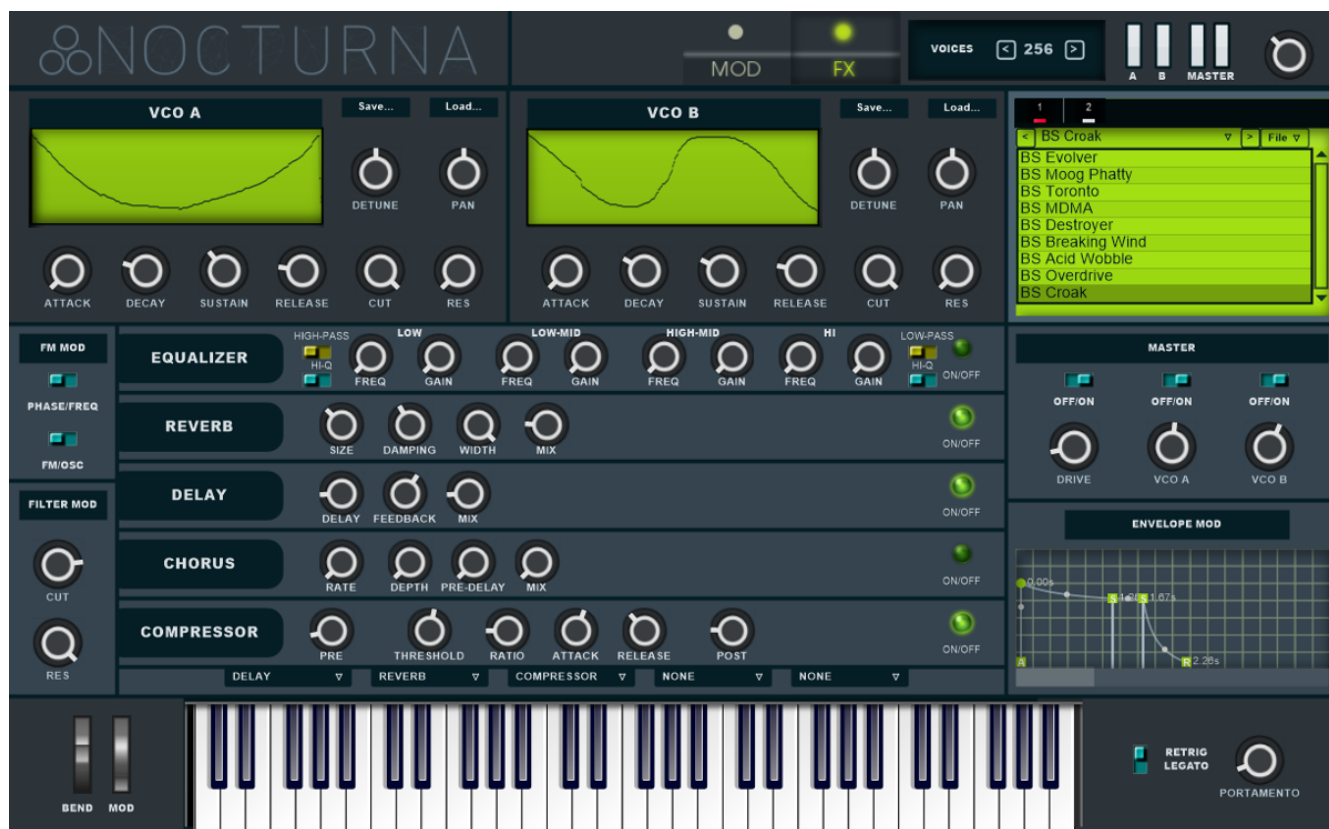 NOCTURNA
MOD
FX
VOICES < 256 >
A B MASTER
VCO A
Save... Load...
DETUNE PAN
ATTACK DECAY SUSTAIN RELEASE CUT RES
VCO B
Save... Load...
DETUNE PAN
ATTACK DECAY SUSTAIN RELEASE CUT RES
1 2
< BS Croak > File
BS Evolver
BS Moog Phatty
BS Toronto
BS MDMA
BS Destroyer
BS Breaking Wind
BS Acid Wobble
BS Overdrive
BS Croak
FM MOD
PHASE/FREQ
FM/OSC
FILTER MOD
CUT
RES
EQUALIZER
HIGH-PASS LOW LOW-MID HIGH-MID HI LOW-PASS
HI-Q HI-Q
FREQ GAIN FREQ GAIN FREQ GAIN FREQ GAIN ON/OFF
REVERB
SIZE DAMPING WIDTH MIX ON/OFF
DELAY
DELAY FEEDBACK MIX ON/OFF
CHORUS
RATE DEPTH PRE-DELAY MIX ON/OFF
COMPRESSOR
PRE THRESHOLD RATIO ATTACK RELEASE POST ON/OFF
DELAY REVERB COMPRESSOR NONE NONE
MASTER
OFF/ON OFF/ON OFF/ON
DRIVE VCO A VCO B
ENVELOPE MOD
0.00s
S S 1.67s
A R 2.26s
BEND MOD
RETRIG
LEGATO
PORTAMENTO